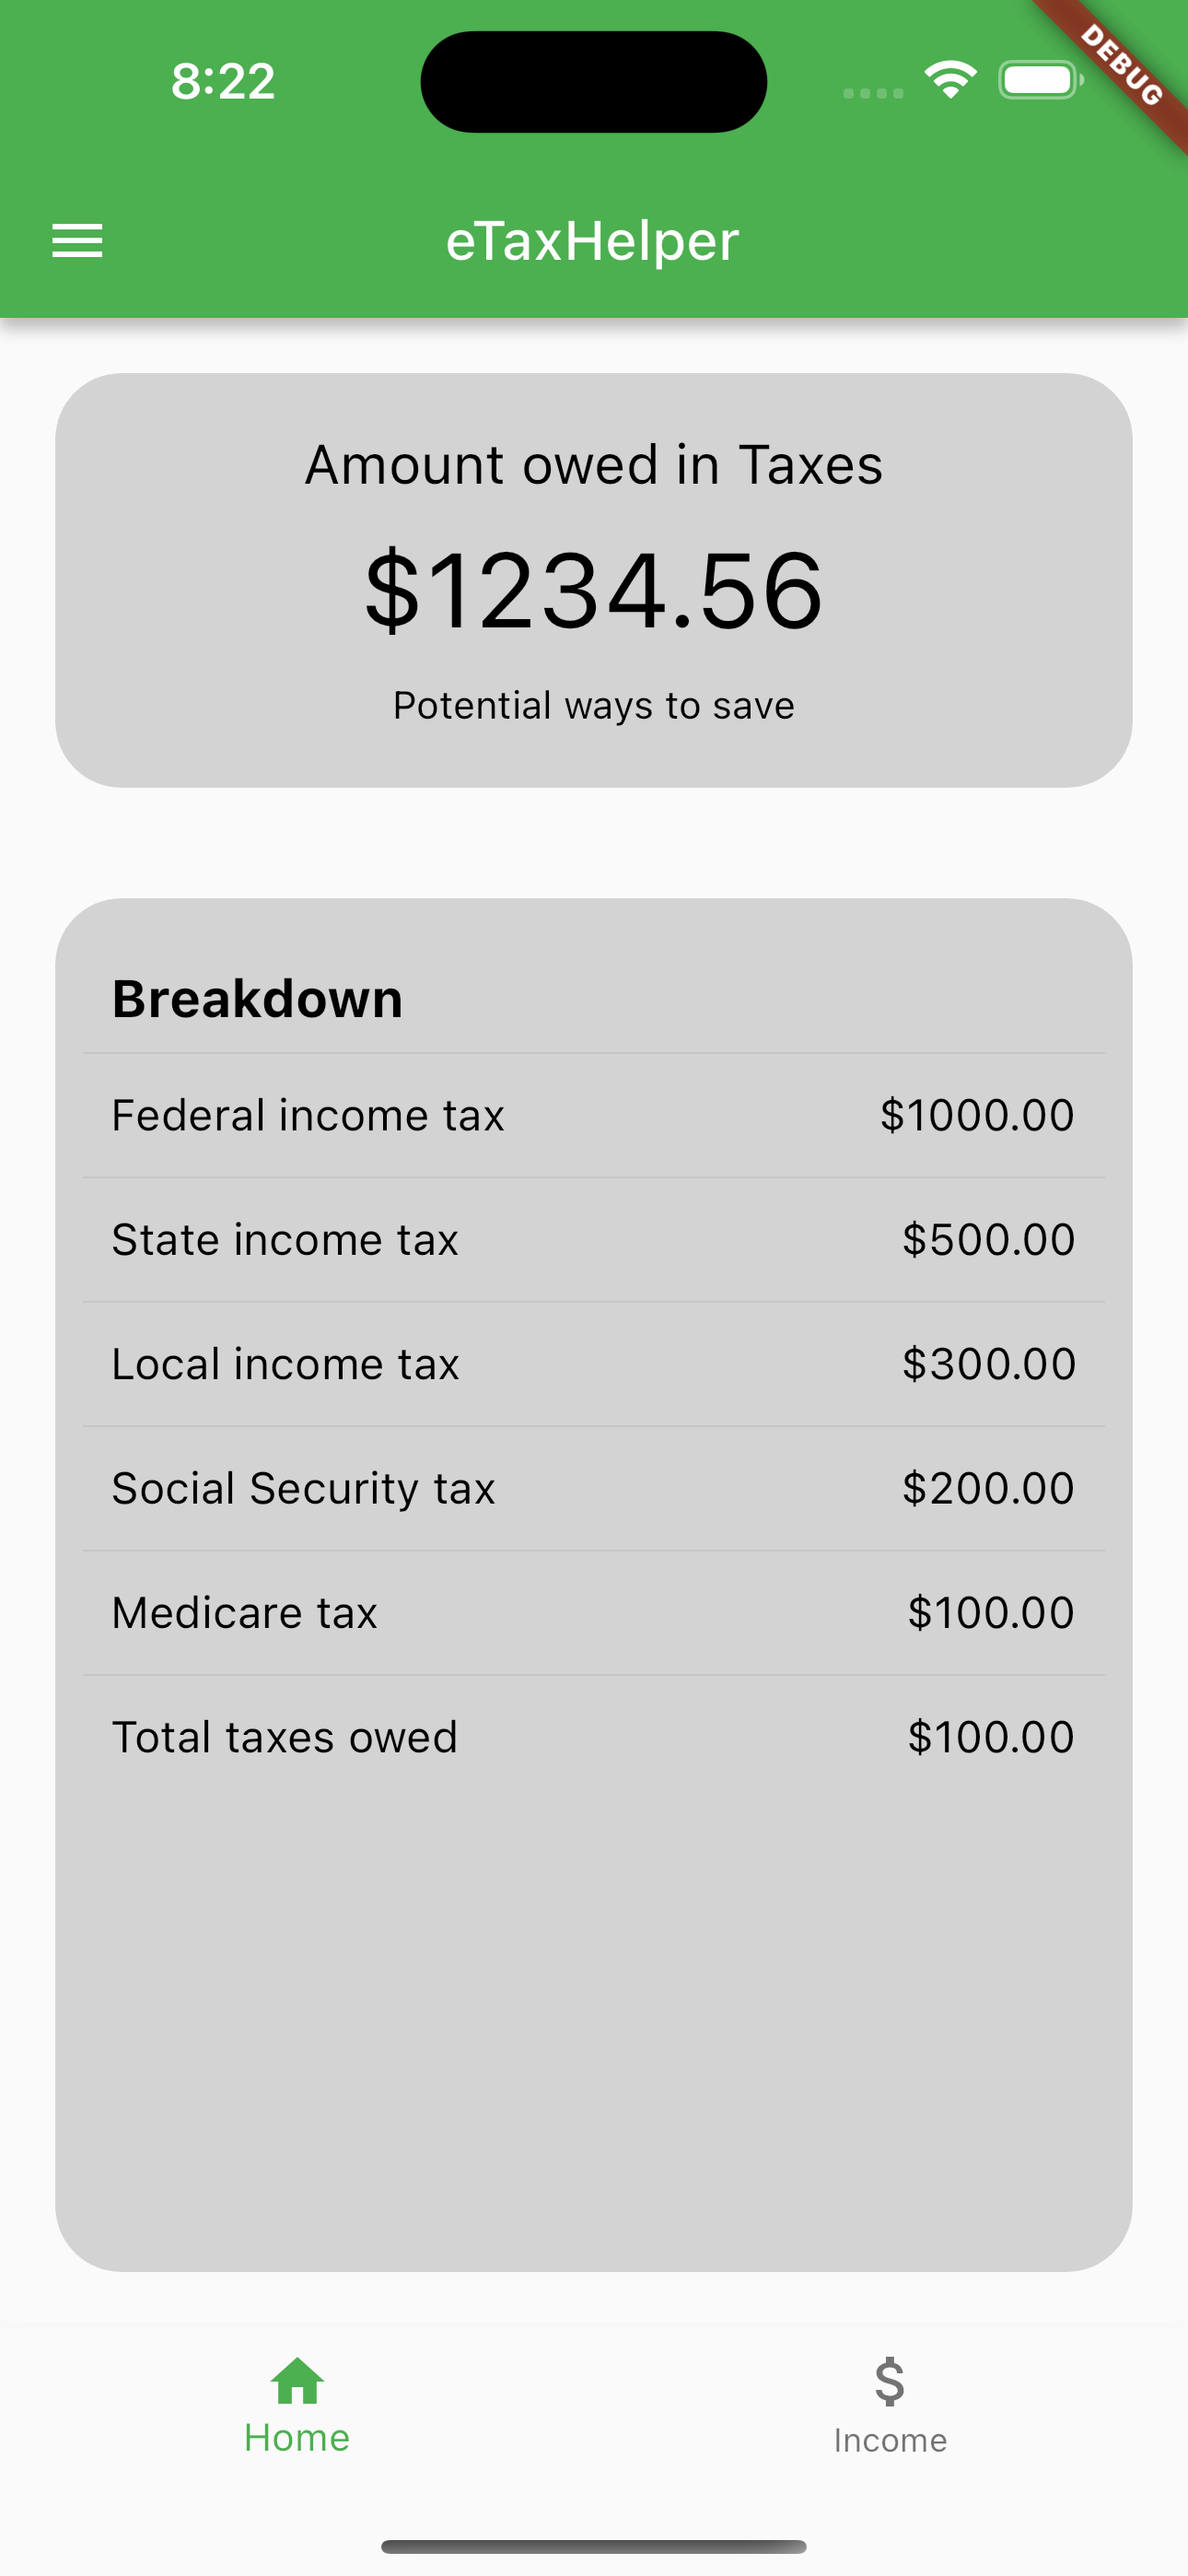 8:22
DEBUG
eTaxHelper
Amount owed in Taxes
$1234.56
Potential ways to save
Breakdown
Federal income tax $1000.00
State income tax $500.00
Local income tax $300.00
Social Security tax $200.00
Medicare tax $100.00
Total taxes owed $100.00
Home
$
Income